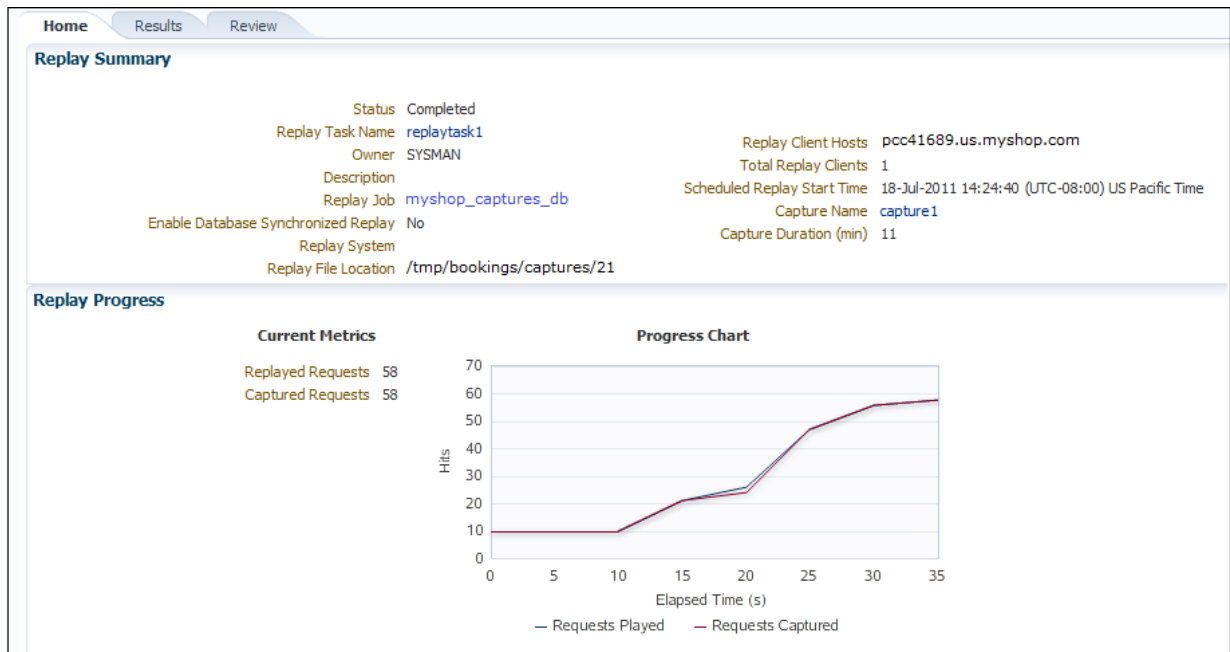 Home Results Review
Replay Summary
Status Completed
Replay Task Name replaytask1
Owner SYSMAN
Description
Replay Job myshop_captures_db
Enable Database Synchronized Replay No
Replay System
Replay File Location /tmp/bookings/captures/21
Replay Client Hosts pcc41689.us.myshop.com
Total Replay Clients 1
Scheduled Replay Start Time 18-Jul-2011 14:24:40 (UTC-08:00) US Pacific Time
Capture Name capture1
Capture Duration (min) 11
Replay Progress
Current Metrics
Replayed Requests 58
Captured Requests 58
Progress Chart
70
60
50
40
30
20
10
0
Hits
0 5 10 15 20 25 30 35
Elapsed Time (s)
Requests Played Requests Captured